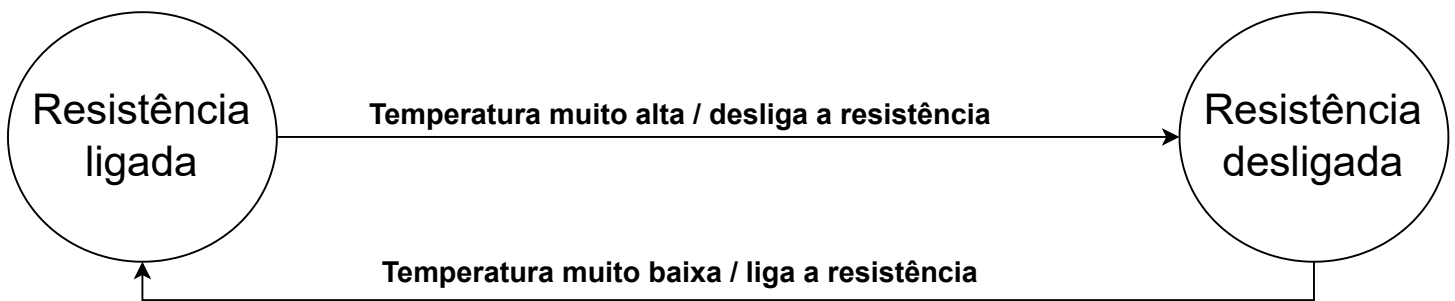 Resistência
ligada
Temperatura muito alta / desliga a resistência
Resistência
desligada
Temperatura muito baixa / liga a resistência